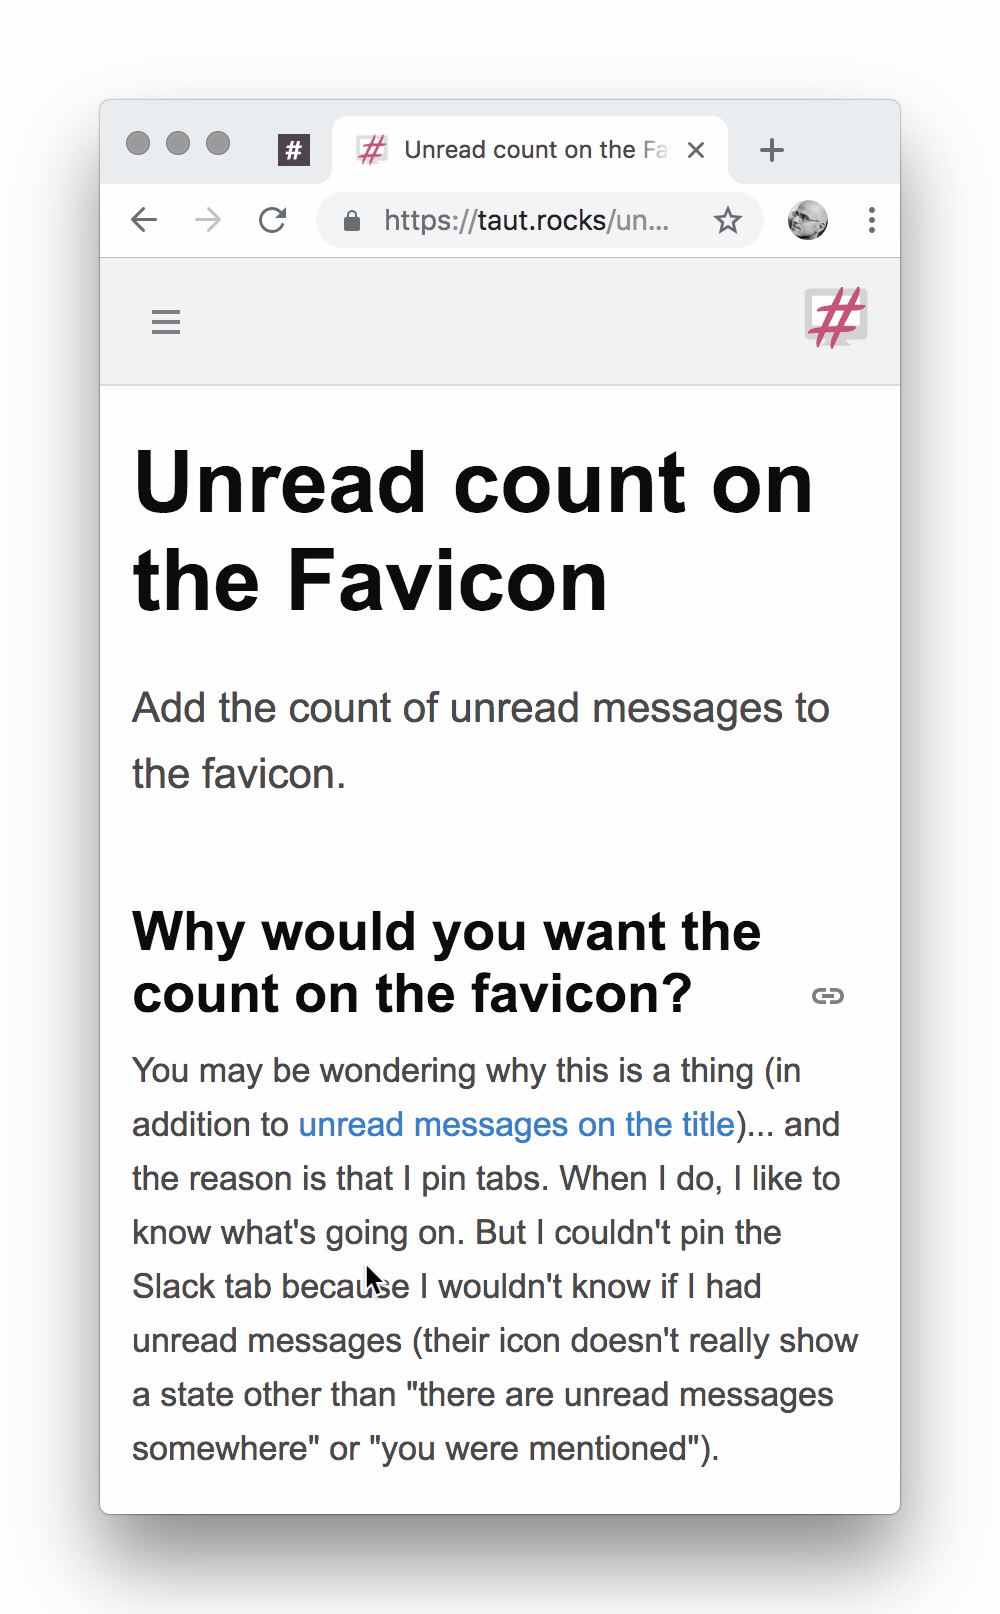 #
Unread count on the Fa
https://taut.rocks/un...
#
Unread count on
the Favicon
Add the count of unread messages to
the favicon.
Why would you want the
count on the favicon?
You may be wondering why this is a thing (in
addition to unread messages on the title)... and
the reason is that I pin tabs. When I do, I like to
know what's going on. But I couldn't pin the
Slack tab because I wouldn't know if I had
unread messages (their icon doesn't really show
a state other than "there are unread messages
somewhere" or "you were mentioned").